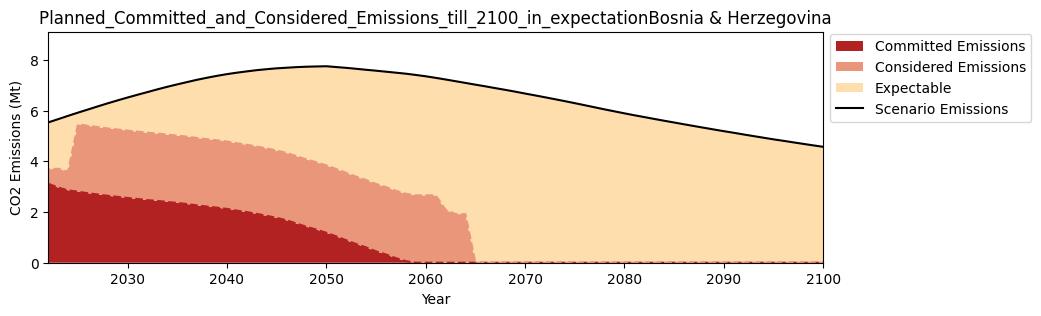 Planned_Committed_and_Considered_Emissions_till_2100_in_expectationBosnia & Herzegovina
CO2 Emissions (Mt)
8
6
4
2
0
2030 2040 2050 2060 2070 2080 2090 2100
Year
Committed Emissions
Considered Emissions
Expectable
Scenario Emissions